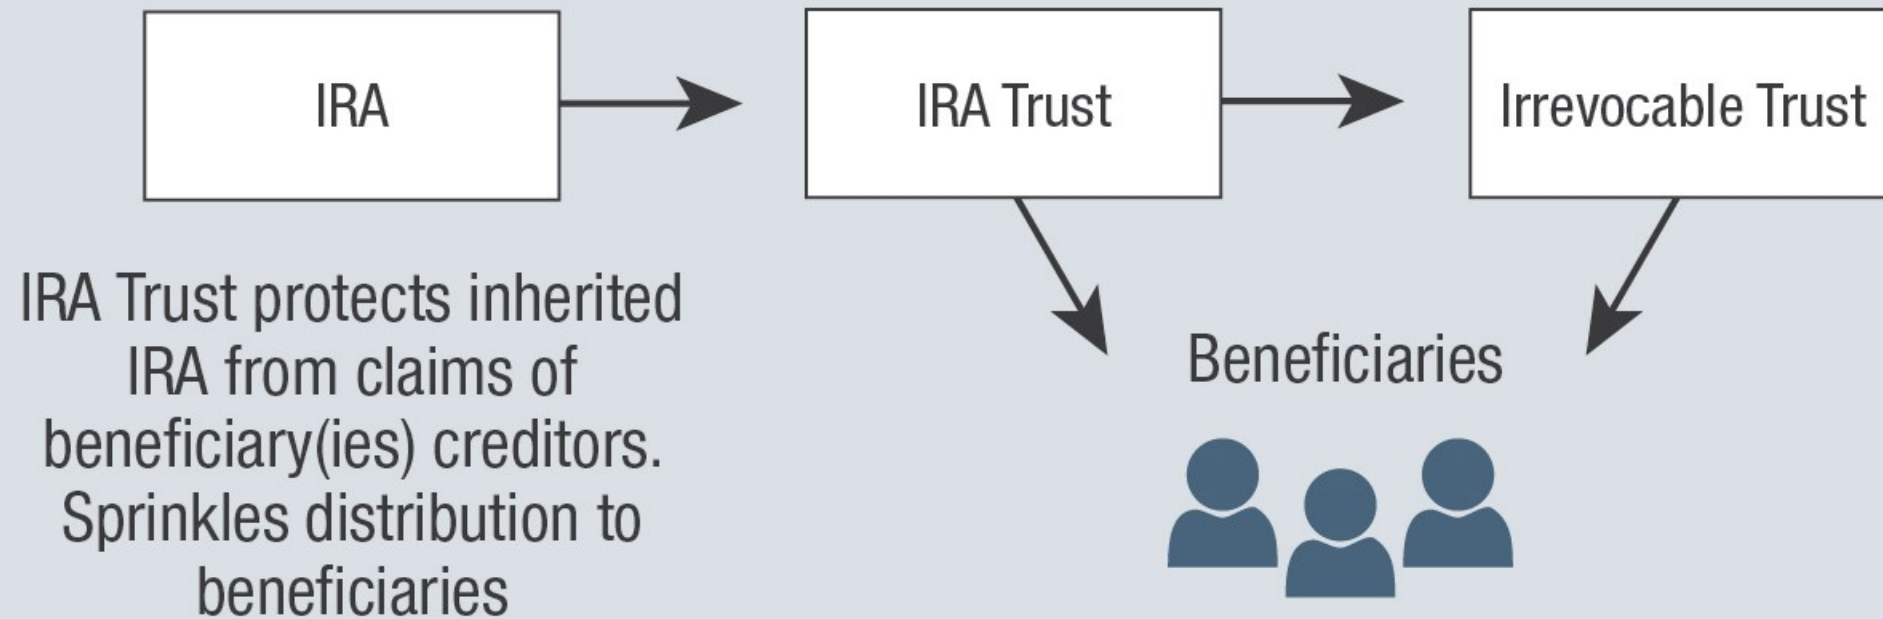 IRA
IRA Trust
Irrevocable Trust
IRA Trust protects inherited
IRA from claims of
beneficiary(ies) creditors.
Sprinkles distribution to
beneficiaries
Beneficiaries